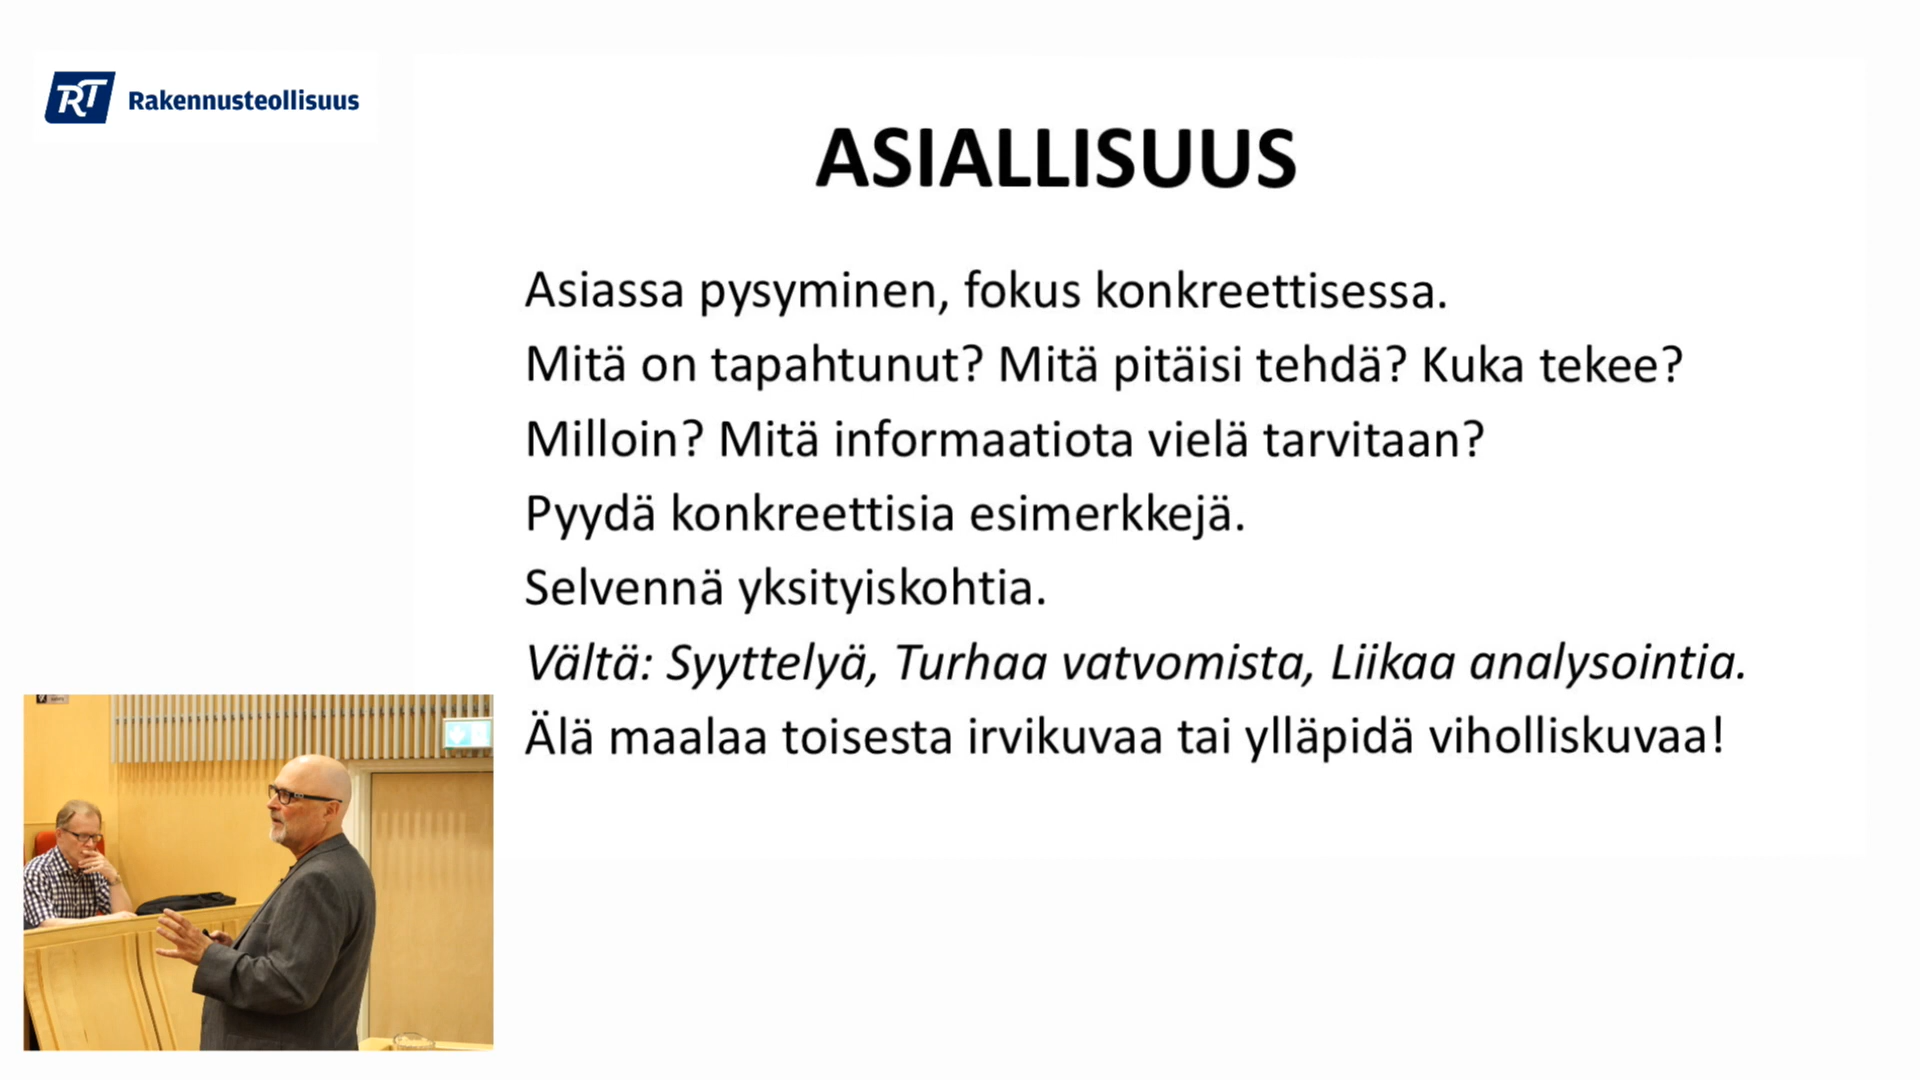 RT Rakennusteollisuus
ASIALLISUUS
Asiassa pysyminen, fokus konkreettisessa.
Mitä on tapahtunut? Mitä pitäisi tehdä? Kuka tekee?
Milloin? Mitä informaatiota vielä tarvitaan?
Pyydä konkreettisia esimerkkejä.
Selvennä yksityiskohtia.
Vältä: Syyttelyä, Turhaa vatvomista, Liikaa analysointia.
Älä maalaa toisesta irvikuvaa tai ylläpidä viholliskuvaa!